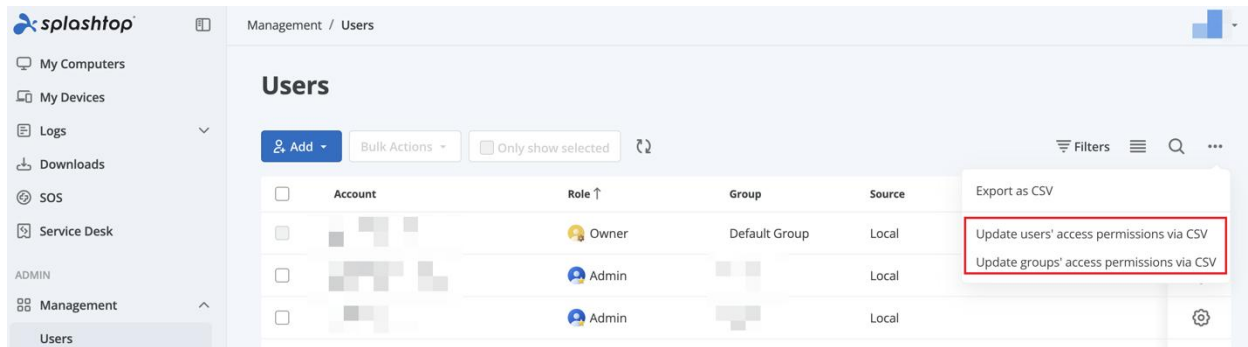 splashtop
Management / Users
My Computers
My Devices
Logs
Downloads
SOS
Service Desk
ADMIN
Management
Users
Users
Add
Bulk Actions
Only show selected
Filters
Account Role ↑ Group Source
Owner Default Group Local
Admin Local
Admin Local
Export as CSV
Update users' access permissions via CSV
Update groups' access permissions via CSV